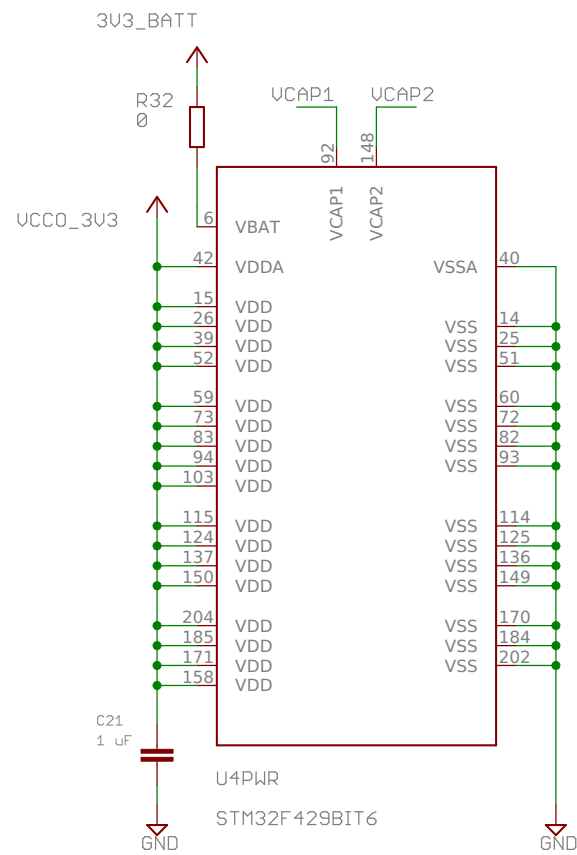 3V3_BATT
R32
0
VCAP1 VCAP2
92 148
VCAP1 VCAP2
VCC0_3V3
6 VBAT
42 VDDA VSSA 40
15 VDD
26 VDD VSS 14
39 VDD VSS 25
52 VDD VSS 51
59 VDD VSS 60
73 VDD VSS 72
83 VDD VSS 82
94 VDD VSS 93
103 VDD
115 VDD VSS 114
124 VDD VSS 125
137 VDD VSS 136
150 VDD VSS 149
204 VDD VSS 170
185 VDD VSS 184
171 VDD VSS 202
158 VDD
C21
1 uF
U4PWR
STM32F429BIT6
GND GND